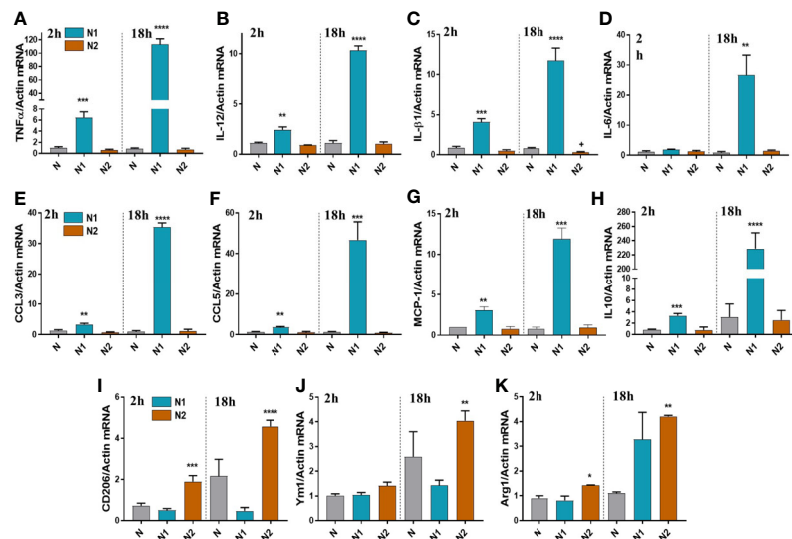 A
2h
18h
N1
N2
****
***
TNFα/Actin mRNA
120
100
80
60
40
20
8
6
4
2
0
N N1 N2 N N1 N2
B
2h
18h
****
**
IL-12/Actin mRNA
10
5
0
N N1 N2 N N1 N2
C
2h
18h
****
***
+
IL-β1/Actin mRNA
15
10
5
0
N N1 N2 N N1 N2
D
2
h
18h
**
IL-6/Actin mRNA
40
30
20
10
0
N N1 N2 N N1 N2
E
2h
18h
****
**
CCL3/Actin mRNA
40
30
20
10
0
N N1 N2 N N1 N2
F
2h
18h
***
**
CCL5/Actin mRNA
60
40
20
0
N N1 N2 N N1 N2
G
2h
18h
***
**
MCP-1/Actin mRNA
15
10
5
0
N N1 N2 N N1 N2
H
2h
18h
****
***
IL10/Actin mRNA
280
260
240
220
200
8
6
4
2
0
N N1 N2 N N1 N2
I
2h
18h
N1
N2
****
***
CD206/Actin mRNA
6
4
2
0
N N1 N2 N N1 N2
J
2h
18h
**
Ym1/Actin mRNA
5
4
3
2
1
0
N N1 N2 N N1 N2
K
2h
18h
**
*
Arg1/Actin mRNA
5
4
3
2
1
0
N N1 N2 N N1 N2